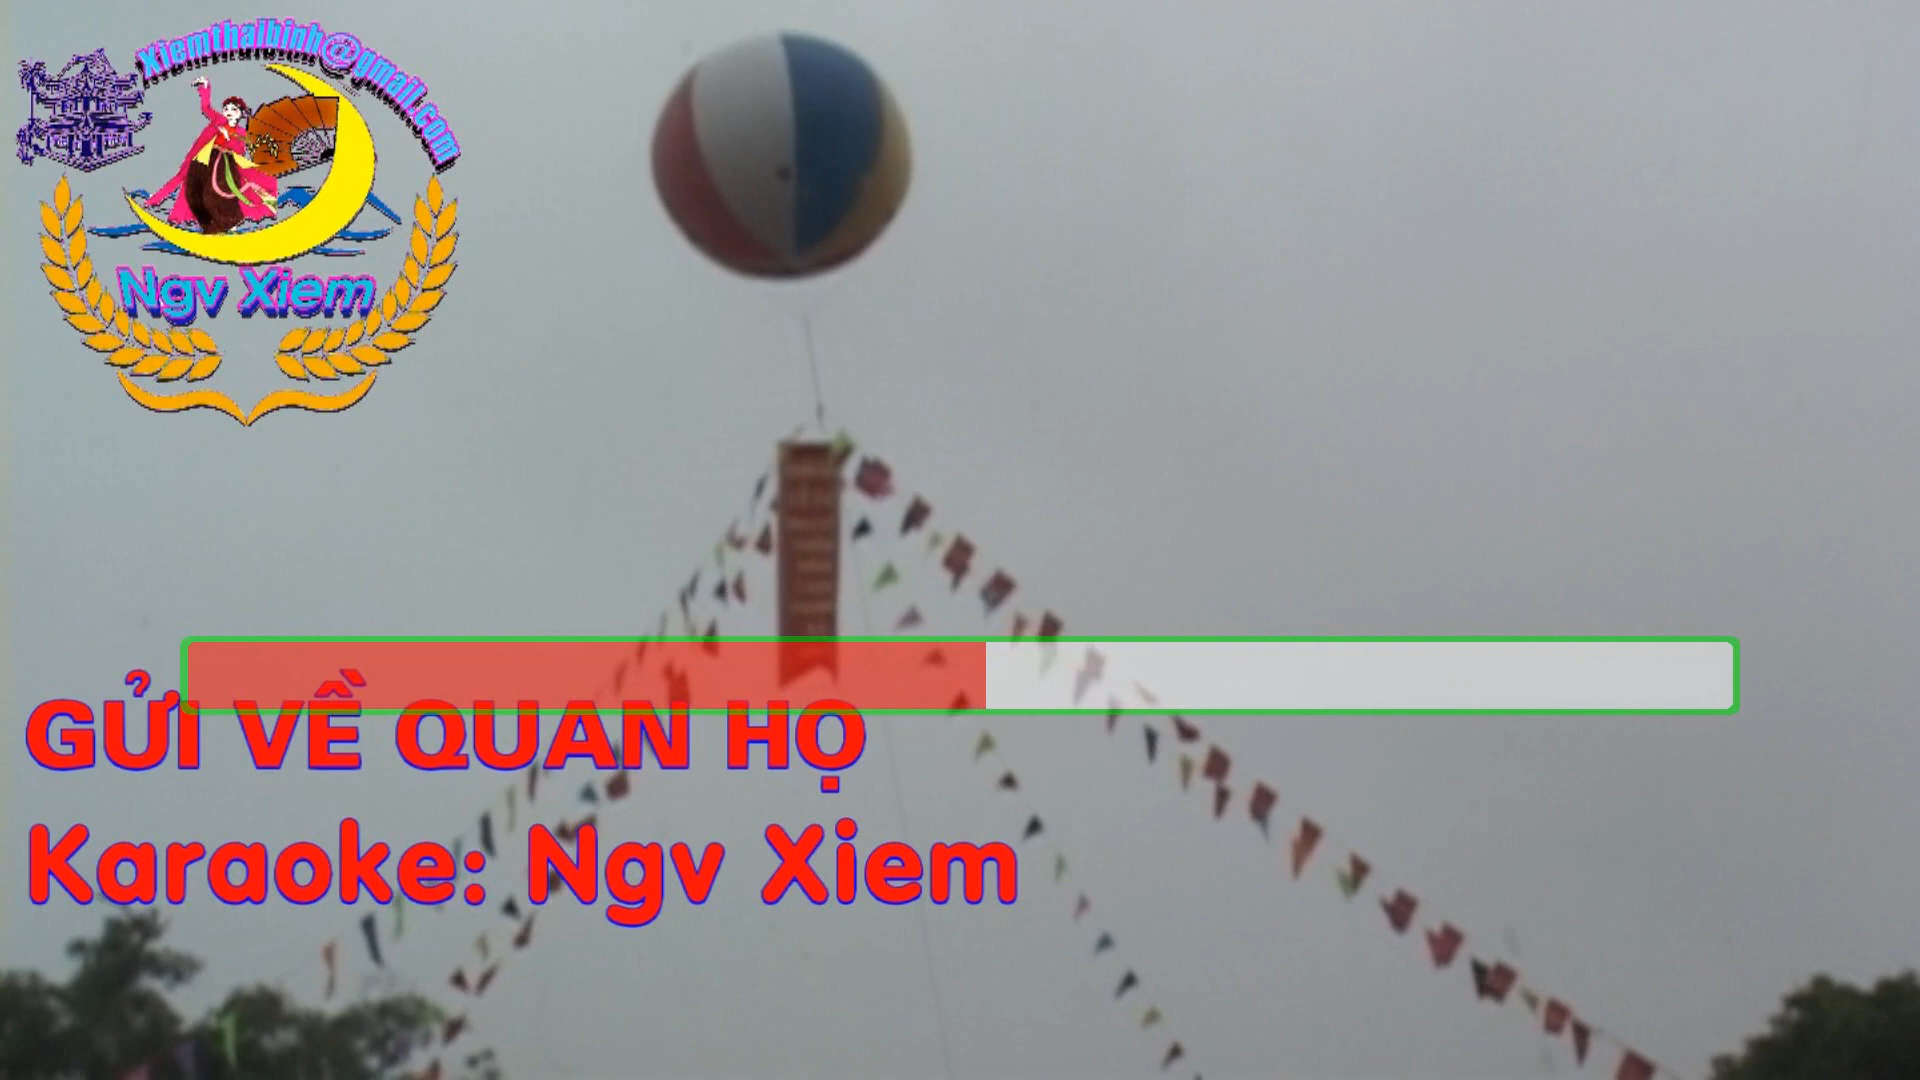 Xiemthaibinh@gmail.com
Ngv Xiem
GỬI VỀ QUAN HỌ
Karaoke: Ngv Xiem